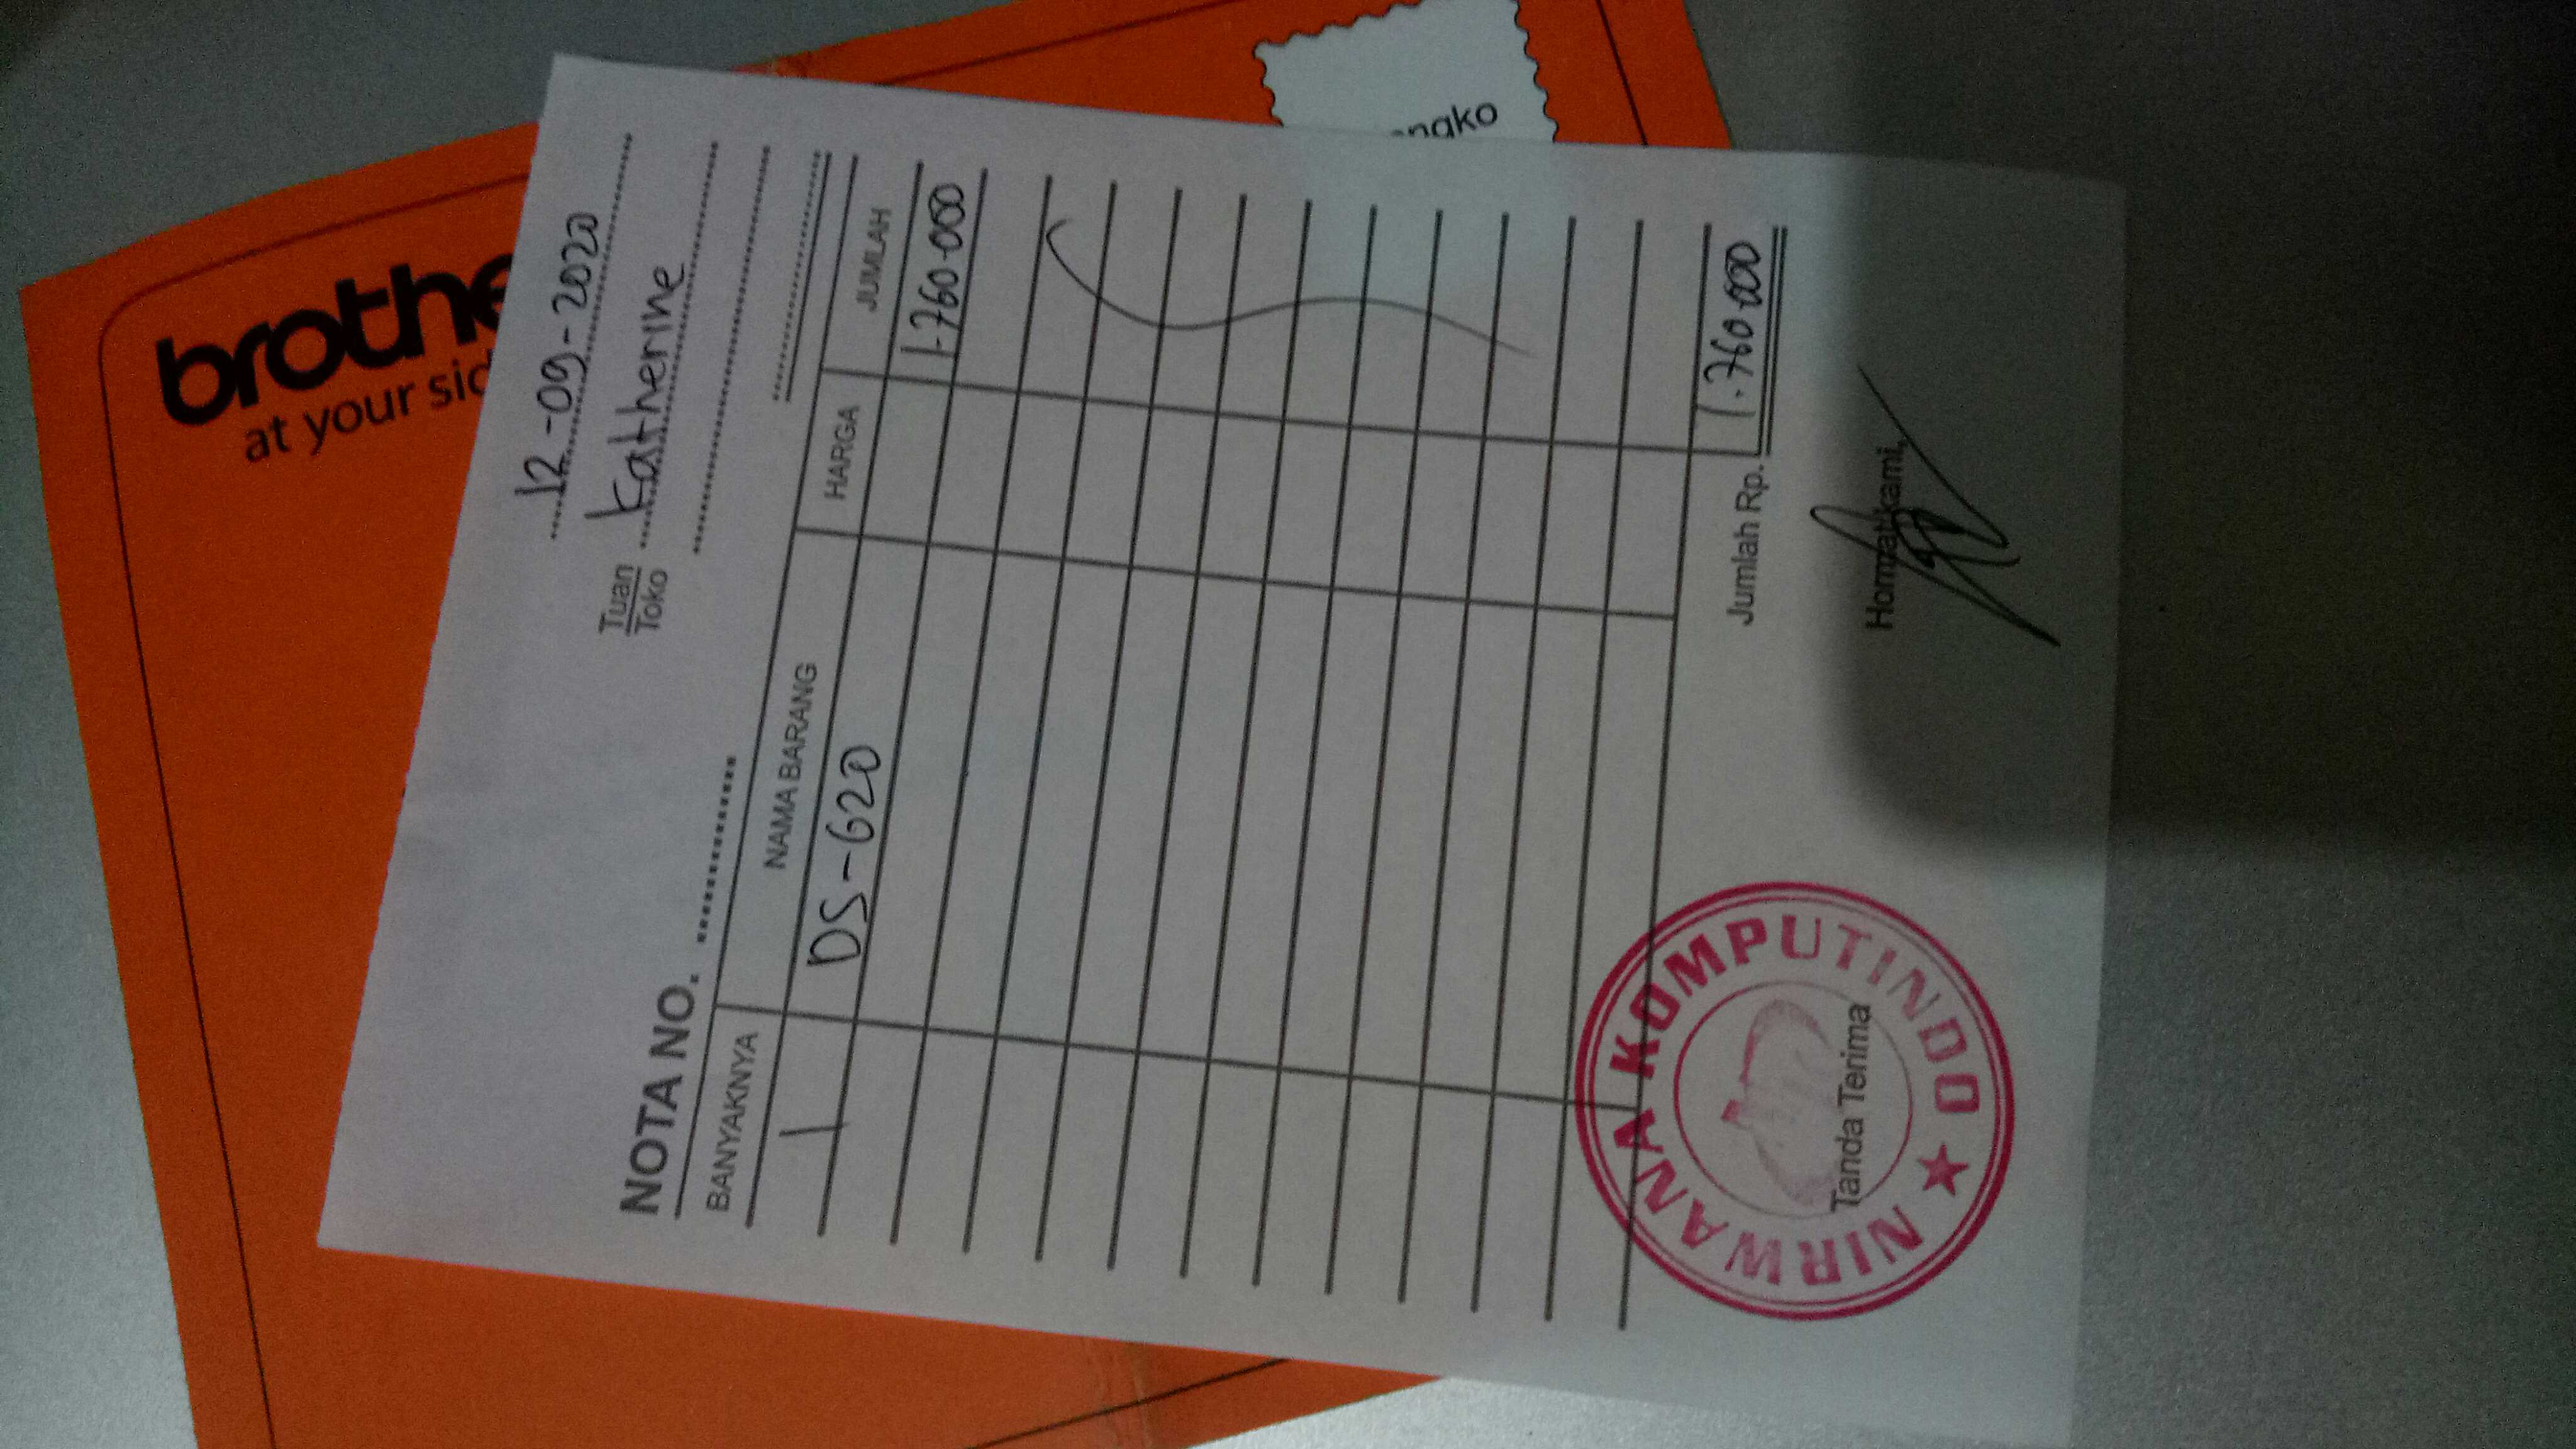 brothe
at your sid
ngko
12-09-2020
Tuan Katherine
Toko
NOTA NO.
BANYAKNYA NAMA BARANG HARGA JUMLAH
1 DS-620 1.760.000
Jumlah Rp. 1.760.000
Tanda Terima Hormat kami,
NIRWANA KOMPUTINDO